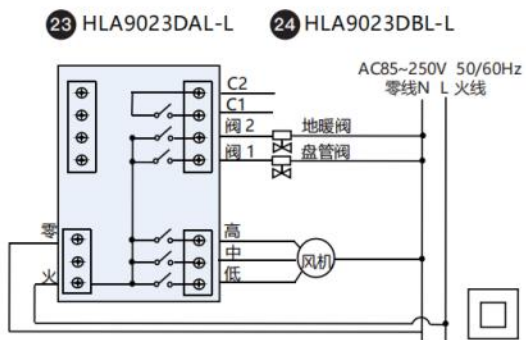 23 HLA9023DAL-L 24 HLA9023DBL-L
AC85~250V 50/60Hz
零线N L 火线
C2
C1
阀 2 地暖阀
阀 1 盘管阀
零
高
中
风机
火
低